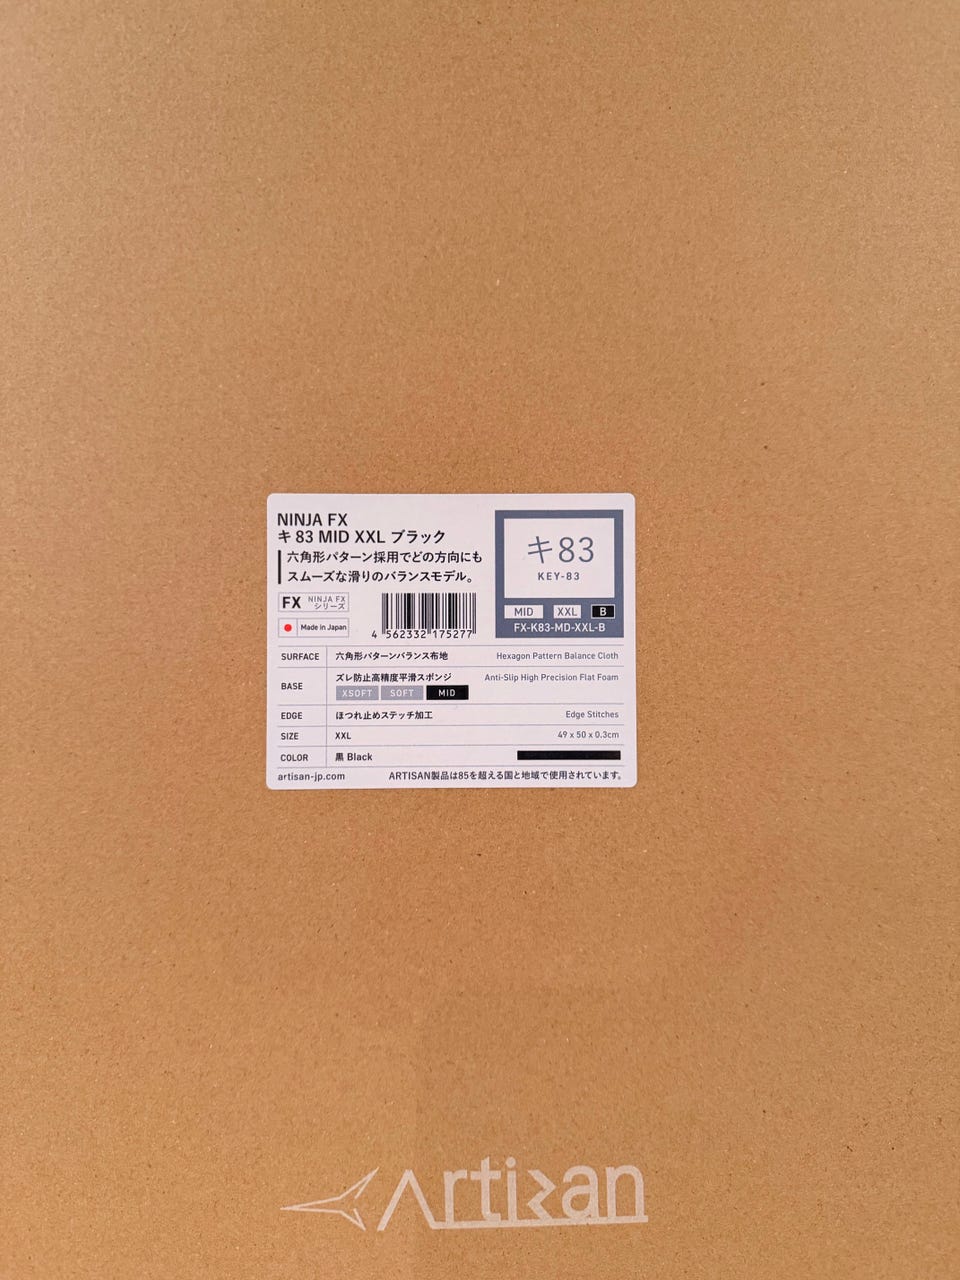 NINJA FX
キ 83 MID XXL ブラック
六角形パターン採用でどの方向にも
スムーズな滑りのバランスモデル。
FX NINJA FX
シリーズ
Made in Japan
4 562332 175277
キ83
KEY-83
MID XXL B
FX-K83-MD-XXL-B
SURFACE 六角形パターンバランス布地 Hexagon Pattern Balance Cloth
BASE ズレ防止高精度平滑スポンジ Anti-Slip High Precision Flat Foam
XSOFT SOFT MID
EDGE ほつれ止めステッチ加工 Edge Stitches
SIZE XXL 49 x 50 x 0.3cm
COLOR 黒 Black
artisan-jp.com ARTISAN製品は85を超える国と地域で使用されています。
Artisan